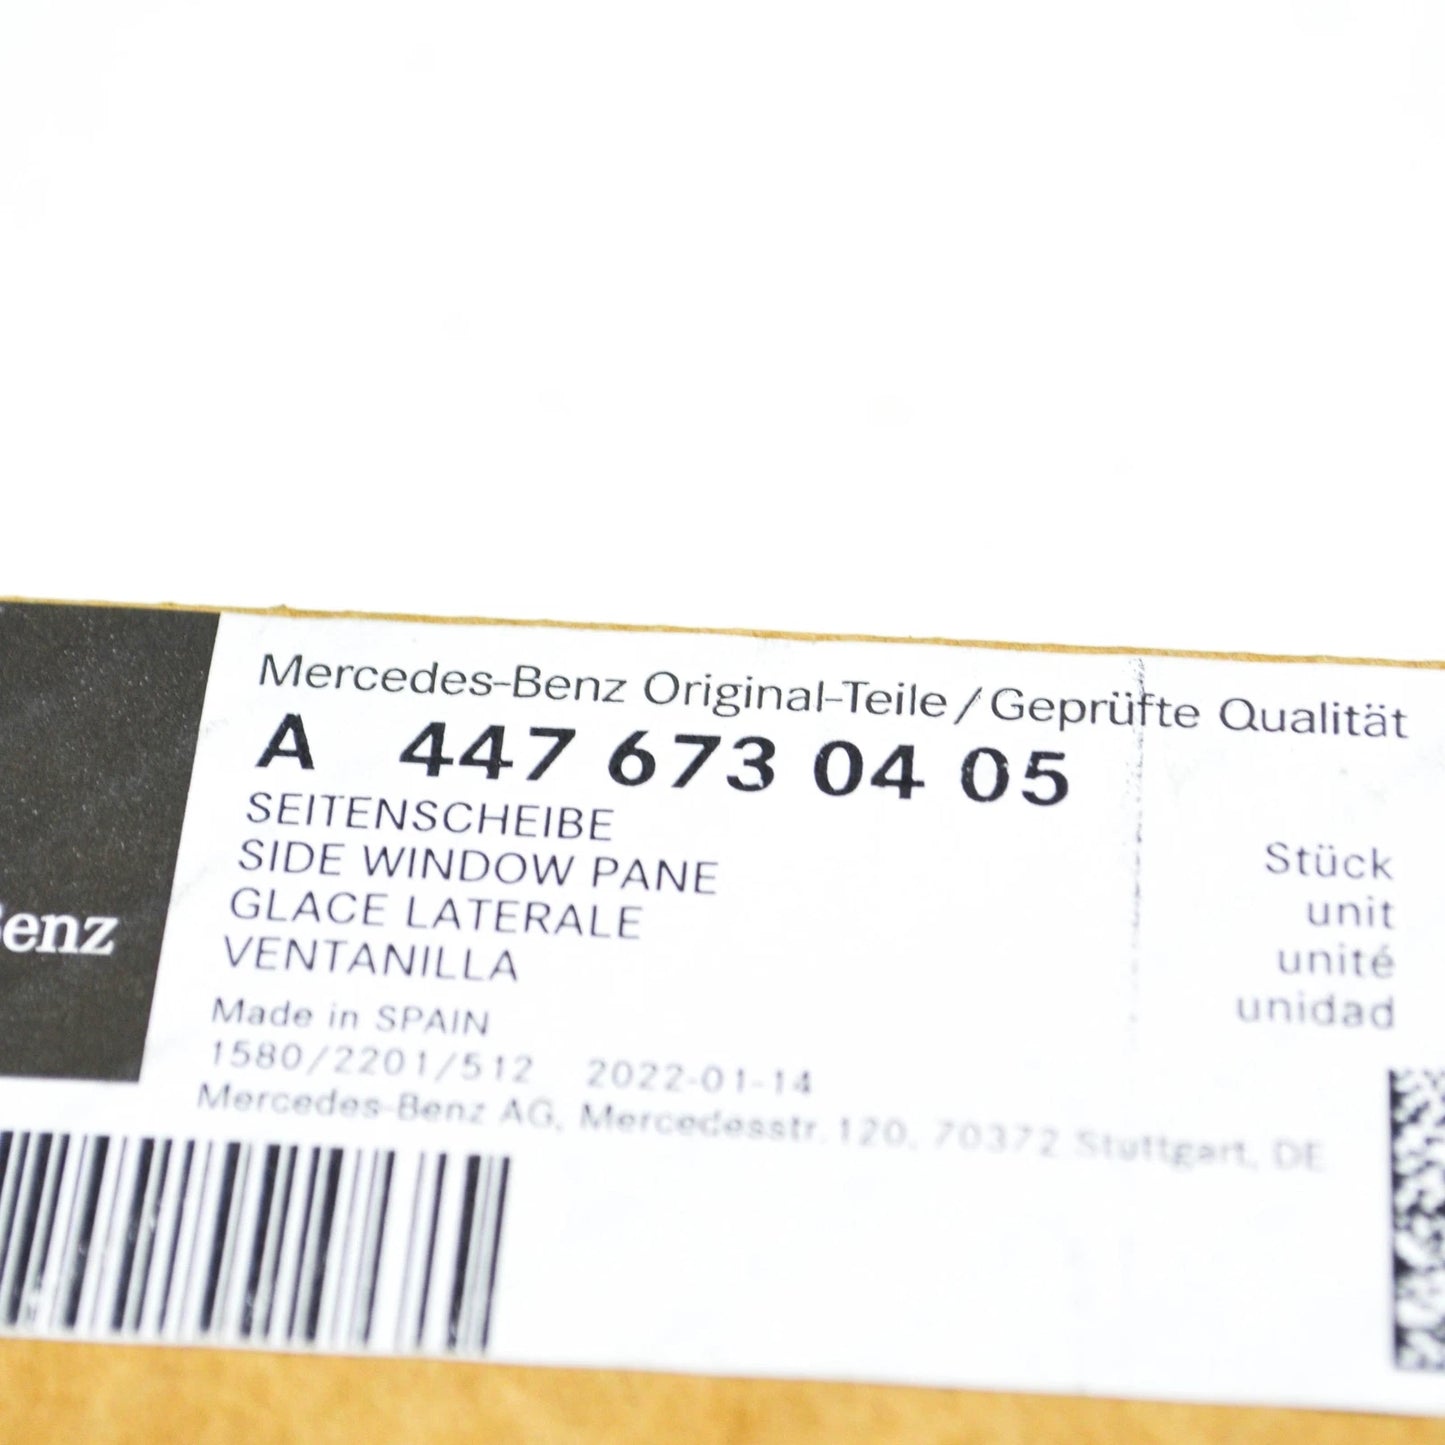 Mercedes-Benz Original-Teile / Geprüfte Qualität
A 447 673 04 05
SEITENSCHEIBE
SIDE WINDOW PANE
GLACE LATERALE
VENTANILLA
Stück
unit
unité
unidad
enz
Made in SPAIN
1580/2201/512 2022-01-14
Mercedes-Benz AG, Mercedesstr. 120, 70372 Stuttgart, DE